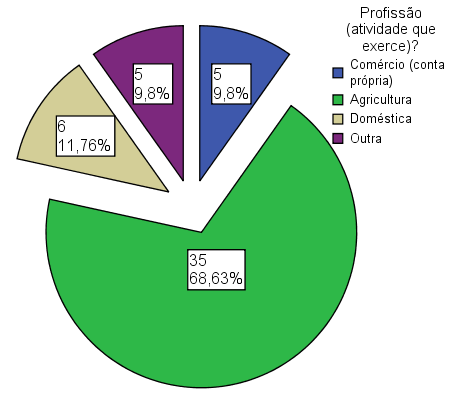 Profissão
(atividade que
exerce)?
Comércio (conta
própria)
Agricultura
Doméstica
Outra
5
9,8%
5
9,8%
6
11,76%
35
68,63%